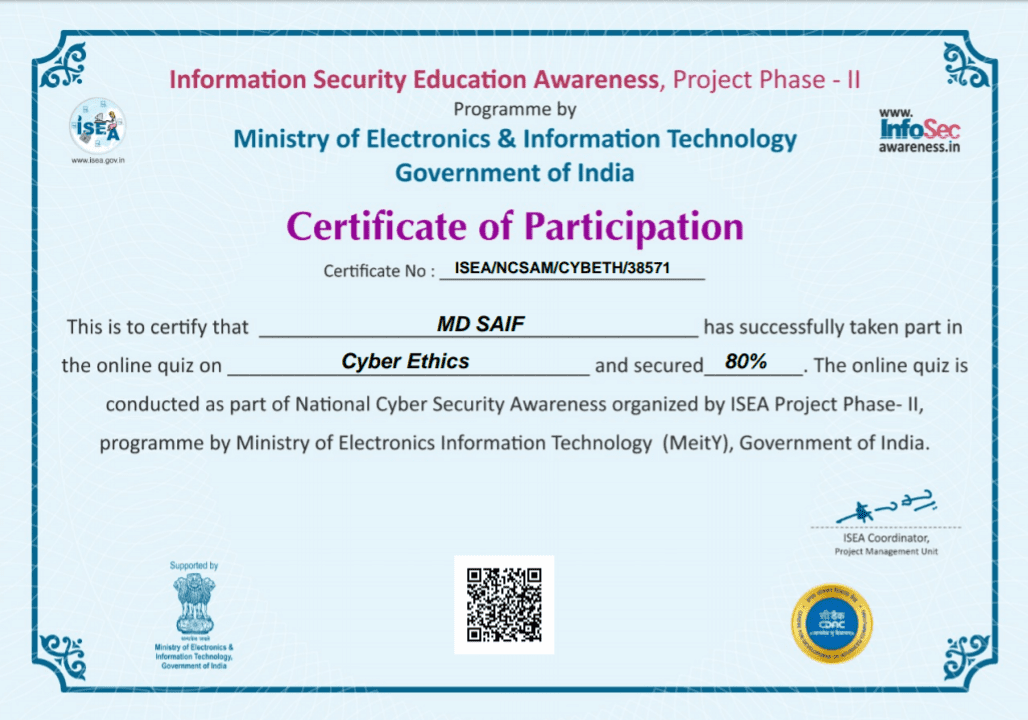 Information Security Education Awareness, Project Phase - II
Programme by
Ministry of Electronics & Information Technology
Government of India
ISEA
www.isea.gov.in
www.
InfoSec
awareness.in
Certificate of Participation
Certificate No : ISEA/NCSAM/CYBETH/38571
This is to certify that MD SAIF has successfully taken part in
the online quiz on Cyber Ethics and secured 80%. The online quiz is
conducted as part of National Cyber Security Awareness organized by ISEA Project Phase- II,
programme by Ministry of Electronics Information Technology (MeitY), Government of India.
ISEA Coordinator,
Project Management Unit
Supported by
सत्यमेव जयते
Ministry of Electronics &
Information Technology,
Government of India
सी डैक
CDAC